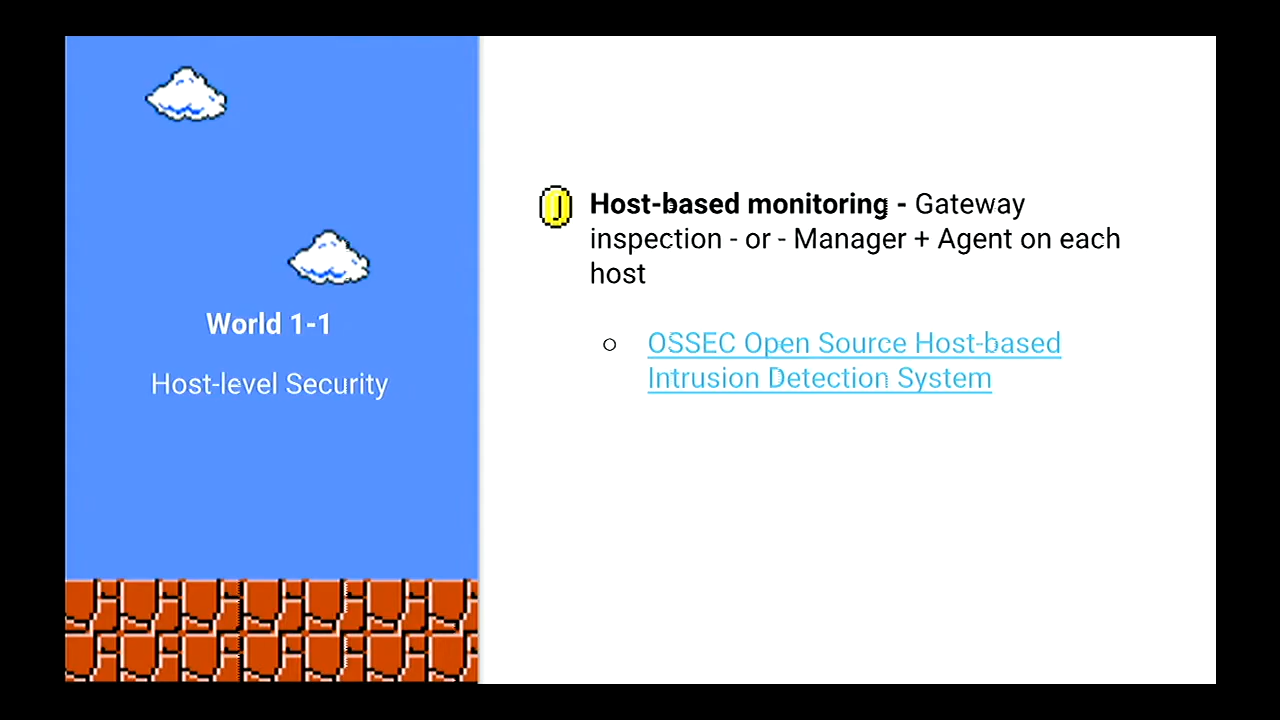 World 1-1
Host-level Security
Host-based monitoring - Gateway
inspection - or - Manager + Agent on each
host
OSSEC Open Source Host-based
Intrusion Detection System